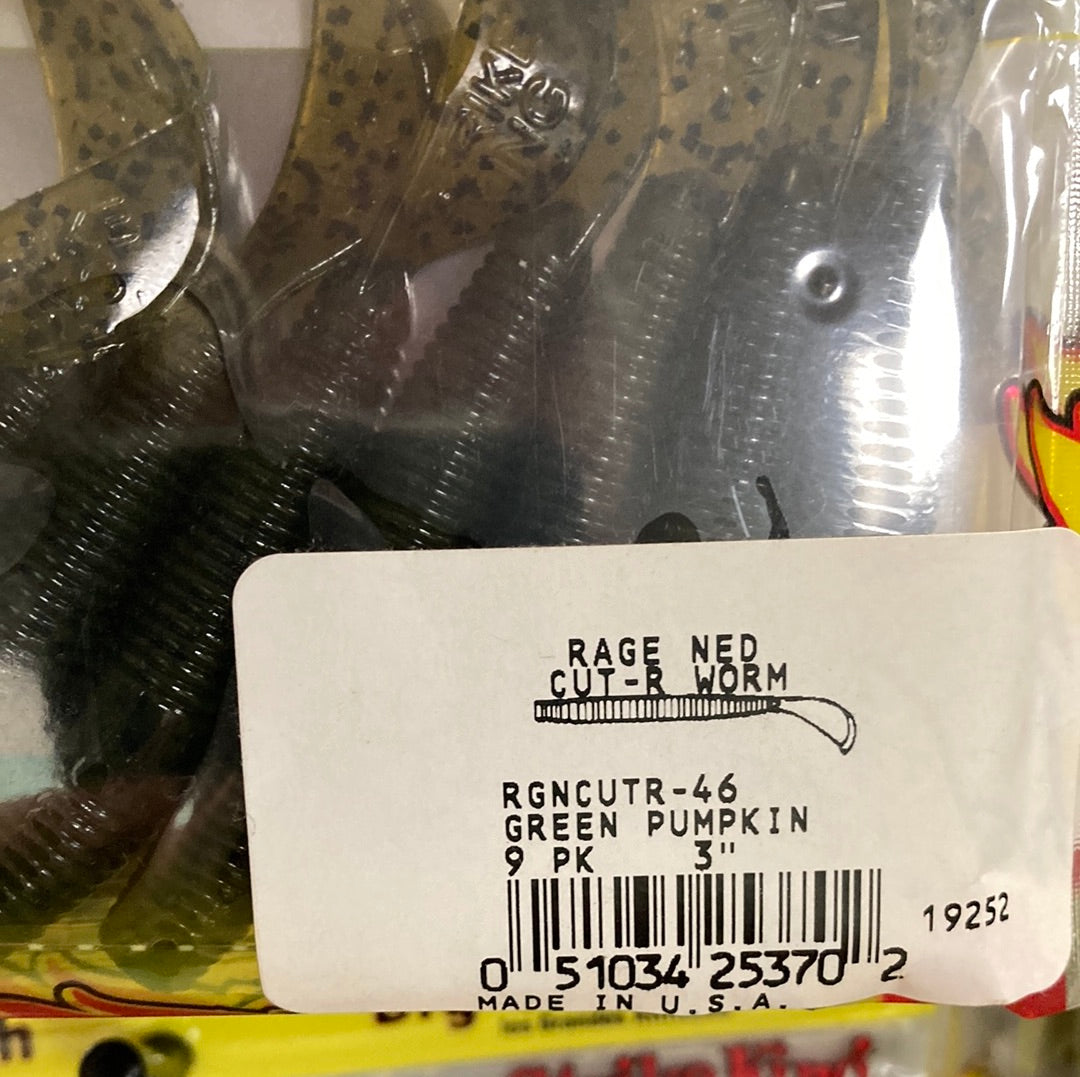 RAGE NED
CUT-R WORM
RGNCUTR-46
GREEN PUMPKIN
9 PK 3"
19252
0 51034 25370 2
MADE IN U.S.A.